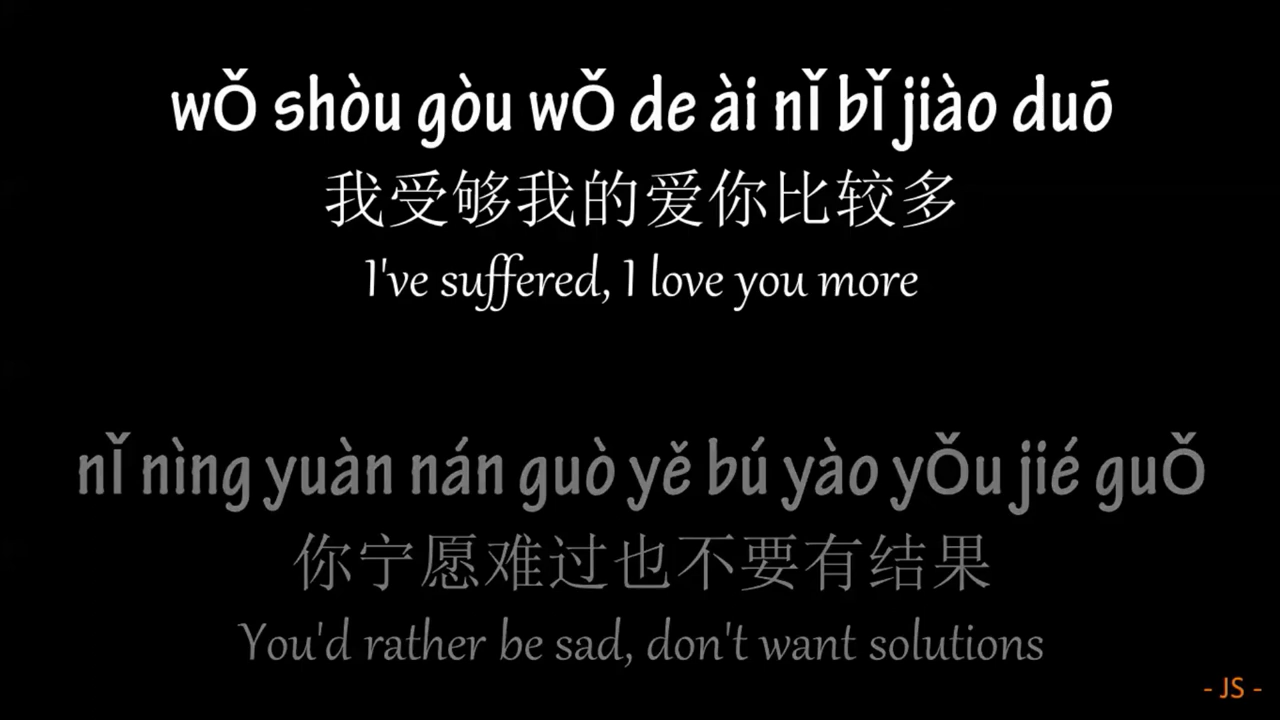 wǒ shòu gòu wǒ de ài nǐ bǐ jiào duō
我受够我的爱你比较多
I've suffered, I love you more
nǐ nìng yuàn nán guò yě bú yào yǒu jié guǒ
你宁愿难过也不要有结果
You'd rather be sad, don't want solutions
- JS -